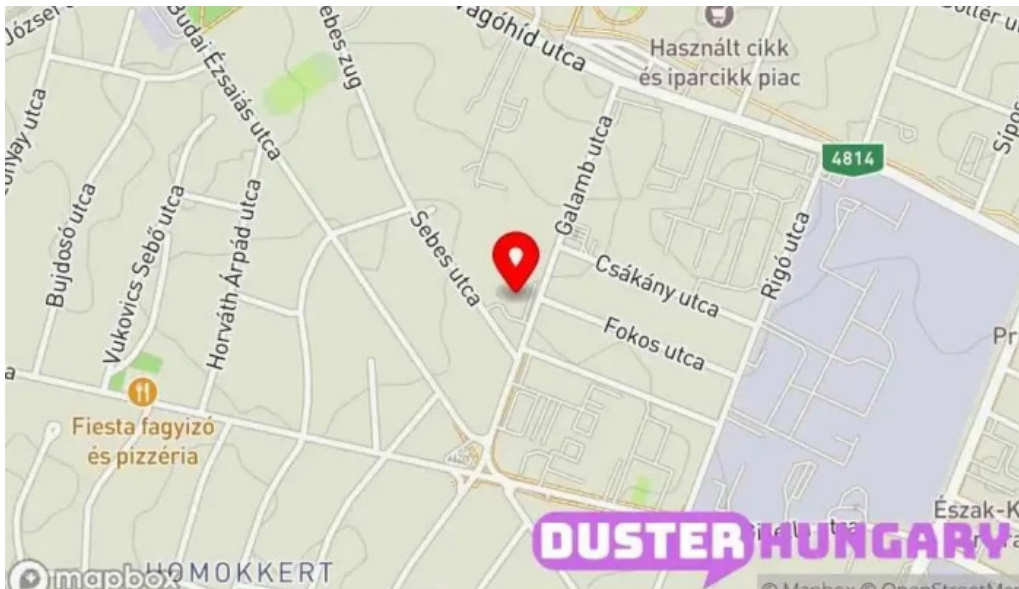 József
Budai Ézsaiás utca
Sebes zug
Vágóhíd utca
Használt cikk
és iparcikk piac
4814
Bujdosó utca
Vukovics Sebő utca
Horváth Árpád utca
Sebes utca
Galamb utca
Csákány utca
Rigó utca
Fokos utca
Fiesta fagyizó
és pizzéria
Észak-K
DUSTER HUNGARY
HOMOKKERT
mapbox
© Mapbox © OpenStreetMap